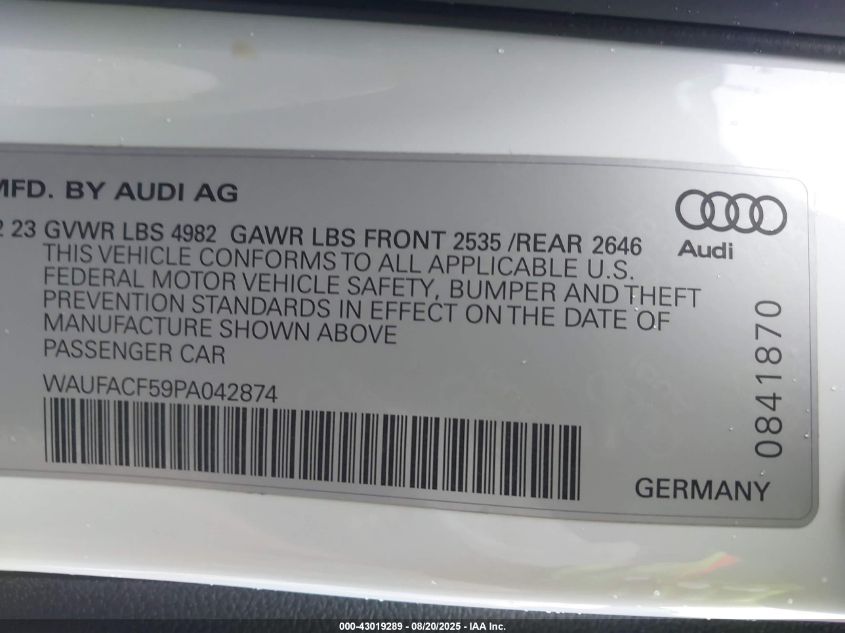 MFD. BY AUDI AG
2 23 GVWR LBS 4982 GAWR LBS FRONT 2535 /REAR 2646
THIS VEHICLE CONFORMS TO ALL APPLICABLE U.S.
FEDERAL MOTOR VEHICLE SAFETY, BUMPER AND THEFT
PREVENTION STANDARDS IN EFFECT ON THE DATE OF
MANUFACTURE SHOWN ABOVE
PASSENGER CAR
WAUFACF59PA042874
Audi
0841870
GERMANY
000-43019289 - 08/20/2025 - IAA Inc.